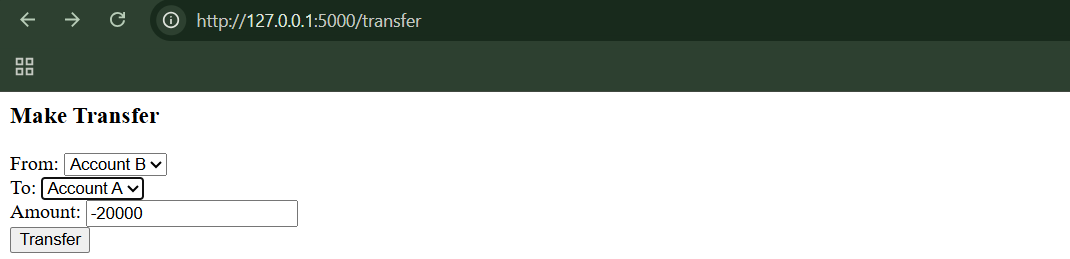 http://127.0.0.1:5000/transfer
Make Transfer
From: Account B
To: Account A
Amount: -20000
Transfer